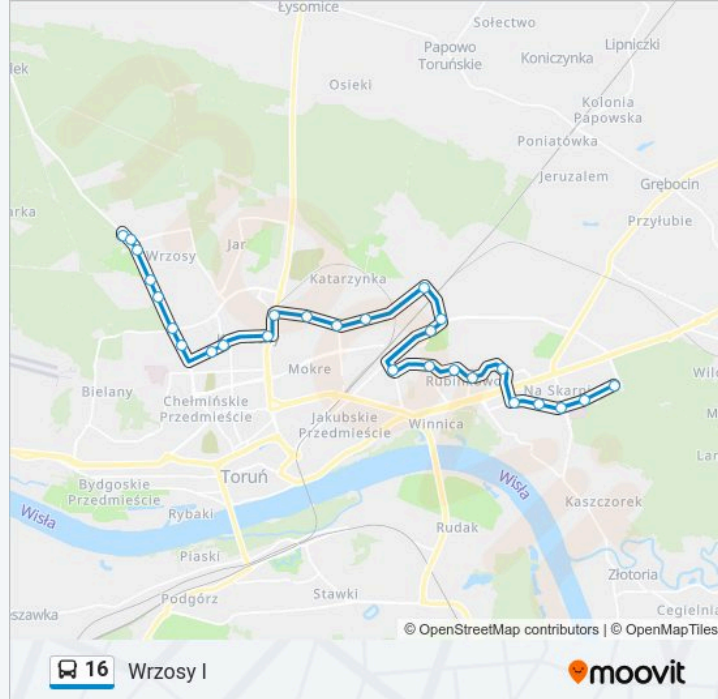 Łysomice
Sołectwo
Papowo
Toruńskie
Lipniczki
Koniczynka
Osieki
Kolonia
Papowska
Poniatówka
Jeruzalem
Grębocin
Przyłubie
Wrzosy
Jar
Katarzynka
Mokre
Rubinkowo
Na Skarpie
Bielany
Chełmińskie
Przedmieście
Jakubskie
Przedmieście
Winnica
Toruń
Bydgoskie
Przedmieście
Rybaki
Wisła
Wisła
Kaszczorek
Rudak
Piaski
Stawki
Podgórz
Złotoria
© OpenStreetMap contributors | © OpenMapTiles
16 Wrzosy I
moovit